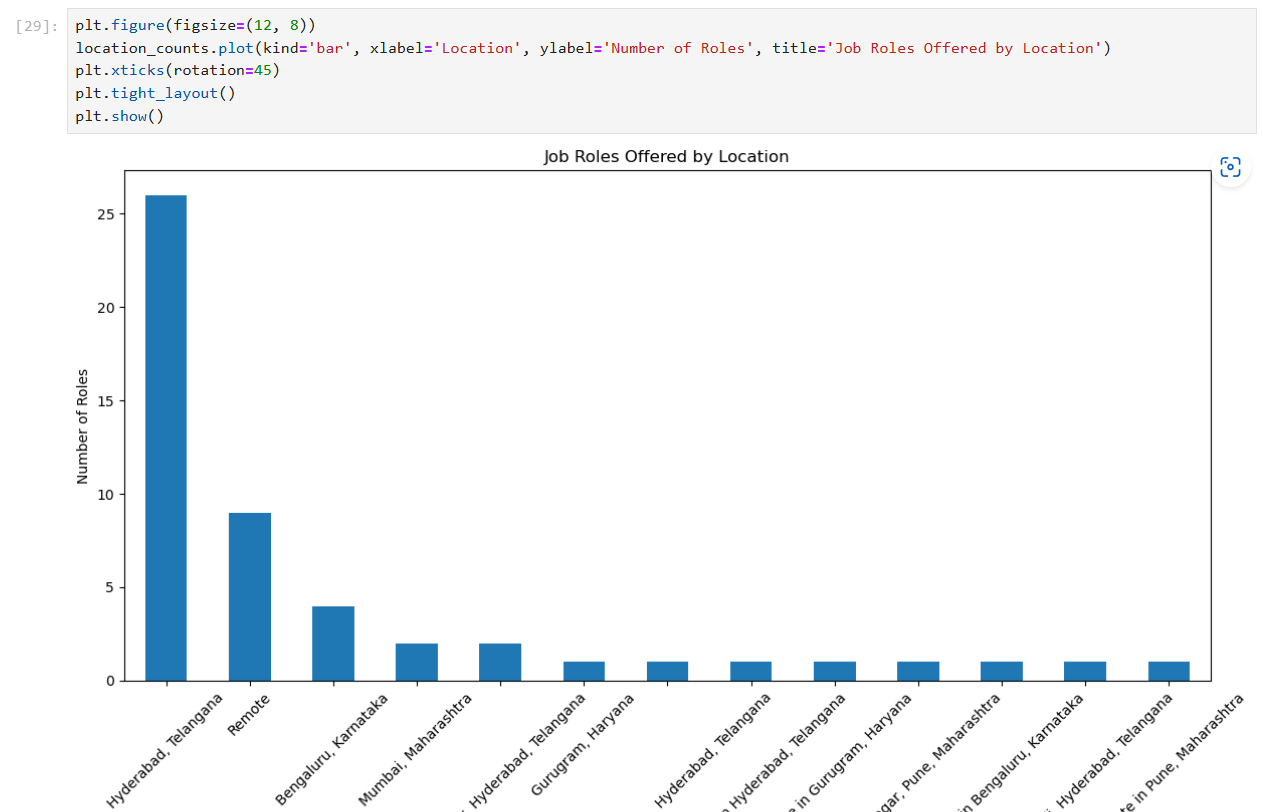 [29]:
plt.figure(figsize=(12, 8))
location_counts.plot(kind='bar', xlabel='Location', ylabel='Number of Roles', title='Job Roles Offered by Location')
plt.xticks(rotation=45)
plt.tight_layout()
plt.show()
Job Roles Offered by Location
Number of Roles
25
20
15
10
5
0
Hyderabad, Telangana
Remote
Bengaluru, Karnataka
Mumbai, Maharashtra
, Hyderabad, Telangana
Gurugram, Haryana
Hyderabad, Telangana
Hyderabad, Telangana
in Gurugram, Haryana
Pune, Maharashtra
in Bengaluru, Karnataka
, Hyderabad, Telangana
in Pune, Maharashtra